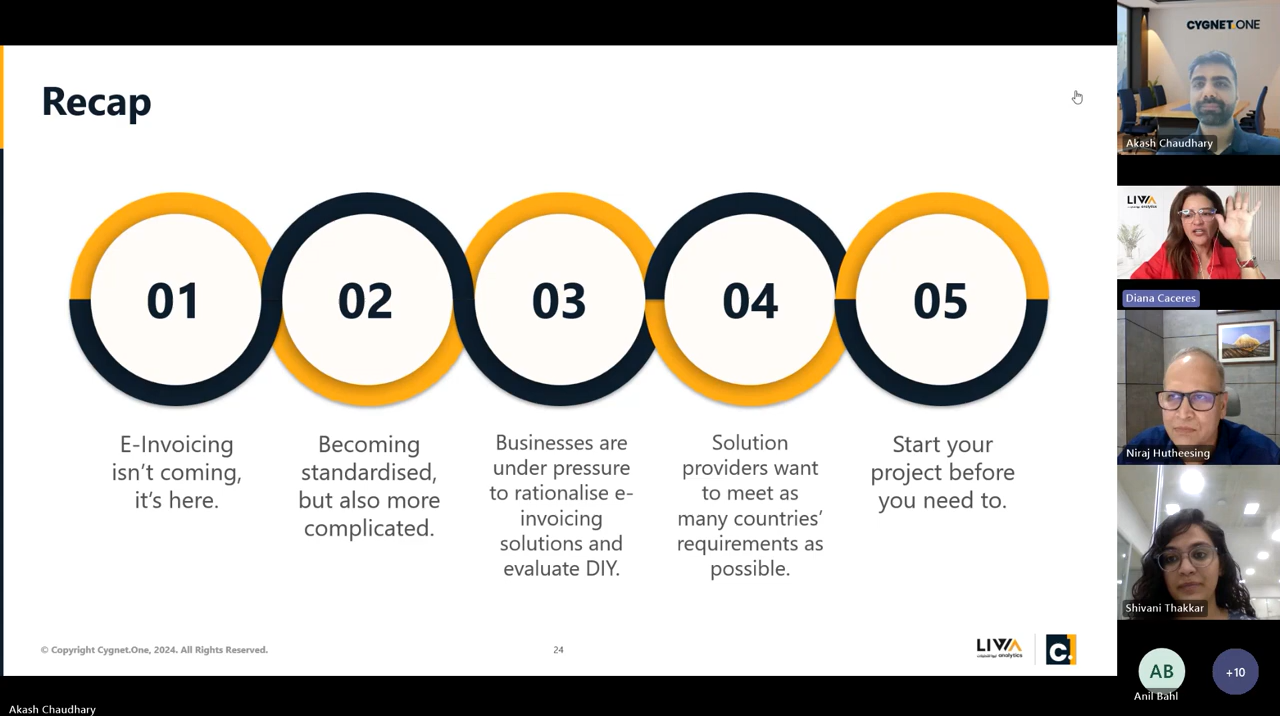 Recap
01
02
03
04
05
E-Invoicing
isn't coming,
it's here.
Becoming
standardised,
but also more
complicated.
Businesses are
under pressure
to rationalise e-
invoicing
solutions and
evaluate DIY.
Solution
providers want
to meet as
many countries'
requirements as
possible.
Start your
project before
you need to.
© Copyright Cygnet.One, 2024. All Rights Reserved.
24
LIWA
analytics
C.
Akash Chaudhary
CYGNET.ONE
Akash Chaudhary
LIWA
analytics
Diana Caceres
Niraj Hutheesing
Shivani Thakkar
AB
Anil Bahl
+10